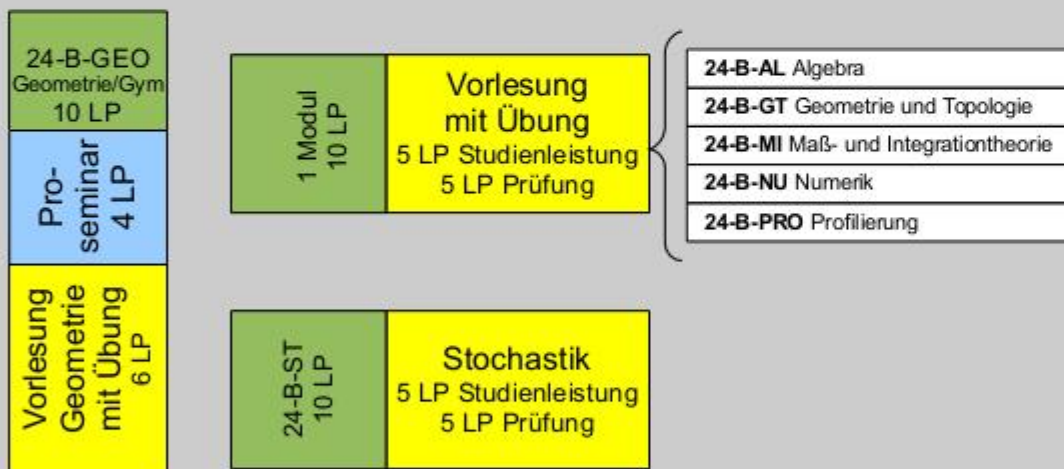 24-B-GEO
Geometrie/Gym
10 LP
Pro-
seminar
4 LP
Vorlesung
Geometrie
mit Übung
6 LP
1 Modul
10 LP
Vorlesung
mit Übung
5 LP Studienleistung
5 LP Prüfung
24-B-AL Algebra
24-B-GT Geometrie und Topologie
24-B-MI Maß- und Integrationtheorie
24-B-NU Numerik
24-B-PRO Profilierung
24-B-ST
10 LP
Stochastik
5 LP Studienleistung
5 LP Prüfung